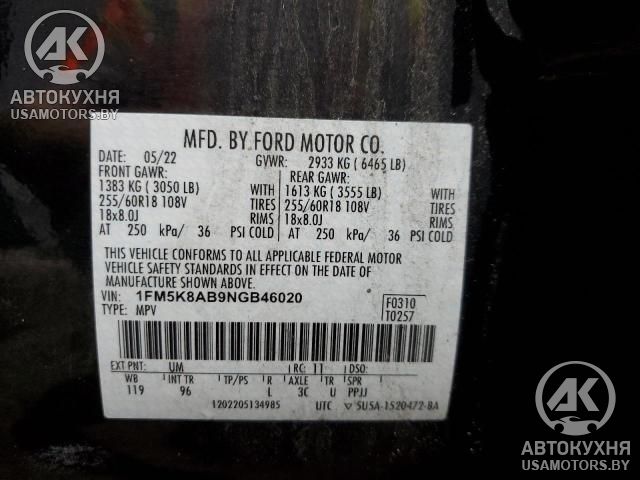 АК
АВТОКУХНЯ
USAMOTORS.BY
MFD. BY FORD MOTOR CO.
DATE: 05/22 GVWR: 2933 KG ( 6465 LB)
FRONT GAWR: REAR GAWR:
1383 KG ( 3050 LB) WITH 1613 KG ( 3555 LB) WITH
255/60R18 108V TIRES 255/60R18 108V TIRES
18x8.0J RIMS 18x8.0J RIMS
AT 250 kPa/ 36 PSI COLD AT 250 kPa/ 36 PSI COLD
THIS VEHICLE CONFORMS TO ALL APPLICABLE FEDERAL MOTOR
VEHICLE SAFETY STANDARDS IN EFFECT ON THE DATE OF
MANUFACTURE SHOWN ABOVE.
VIN: 1FM5K8AB9NGB46020
TYPE: MPV
F0310
T0257
EXT PNT: UM RC: 11 DSO:
WB INT TR TP/PS R AXLE TR SPR
119 96 L 3C U PPJJ
1202205134985 UTC ▽ 5USA-1520472-BA
АК
АВТОКУХНЯ
USAMOTORS.BY